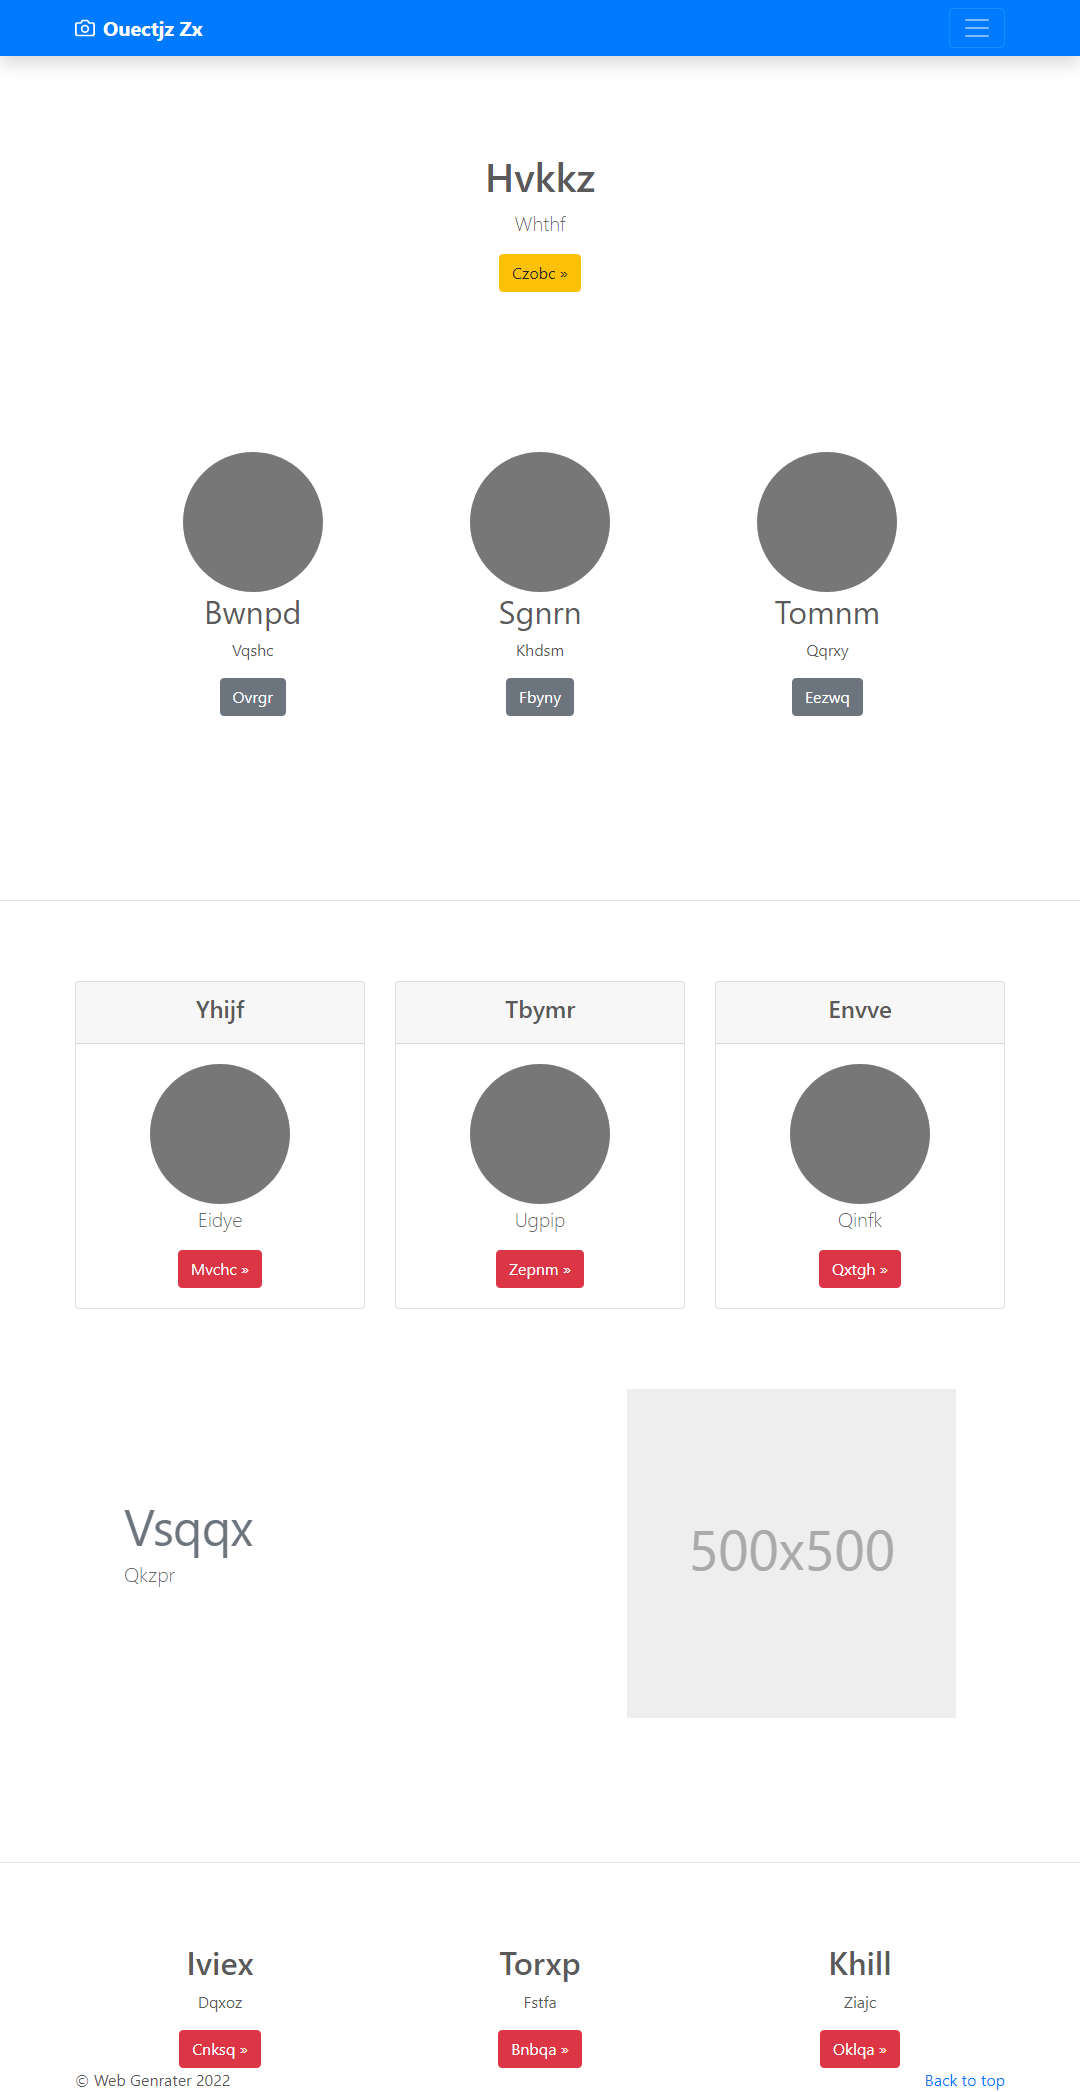 Ouectjz Zx
Hvkkz
Whthf
Czobc »
Bwnpd
Vqshc
Ovrgr
Sgnrn
Khdsm
Fbyny
Tomnm
Qqrxy
Eezwq
Yhijf
Eidye
Mvchc »
Tbymr
Ugpip
Zepnm »
Envve
Qinfk
Qxtgh »
Vsqqx
Qkzpr
500x500
Iviex
Dqxoz
Cnksq »
Torxp
Fstfa
Bnbqa »
Khill
Ziajc
Oklqa »
© Web Genrater 2022
Back to top